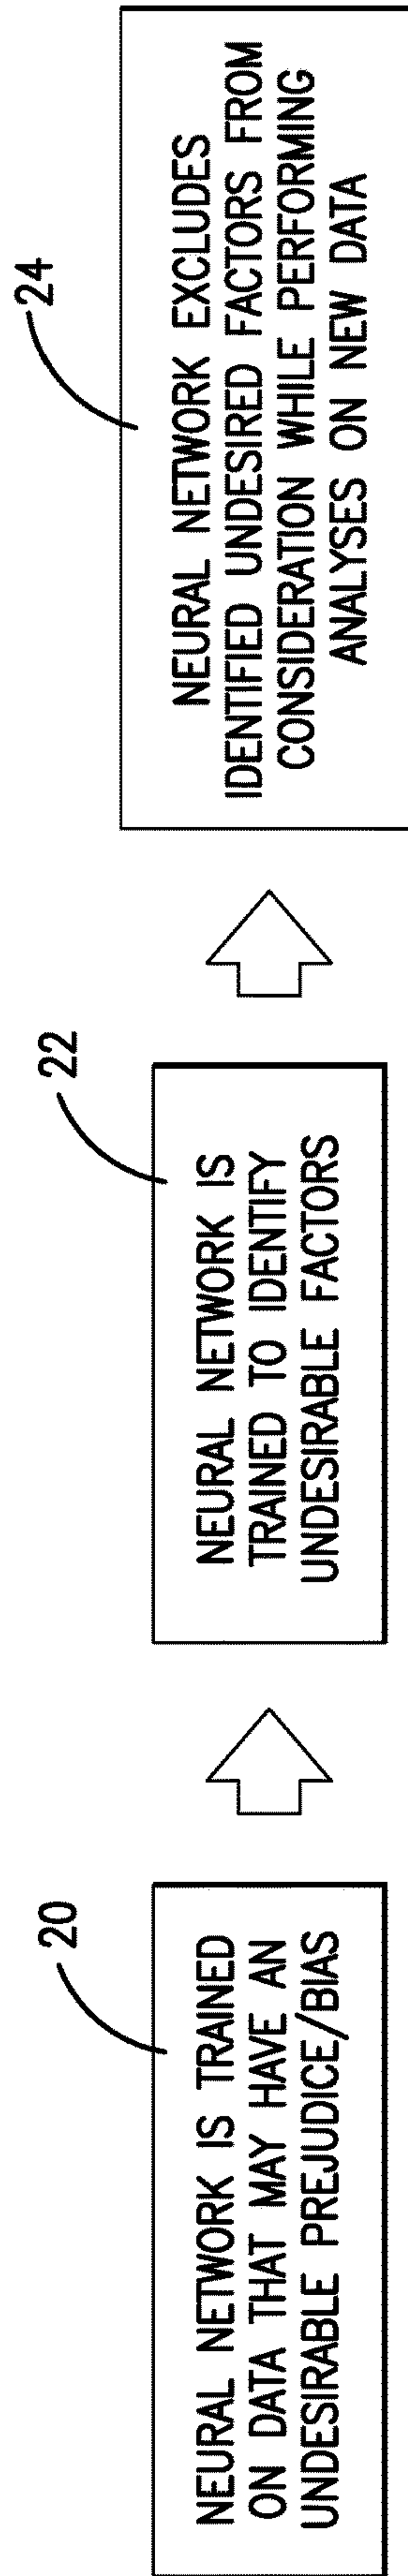 20
NEURAL NETWORK IS TRAINED
ON DATA THAT MAY HAVE AN
UNDESIRABLE PREJUDICE/BIAS
22
NEURAL NETWORK IS
TRAINED TO IDENTIFY
UNDESIRABLE FACTORS
24
NEURAL NETWORK EXCLUDES
IDENTIFIED UNDESIRED FACTORS FROM
CONSIDERATION WHILE PERFORMING
ANALYSES ON NEW DATA